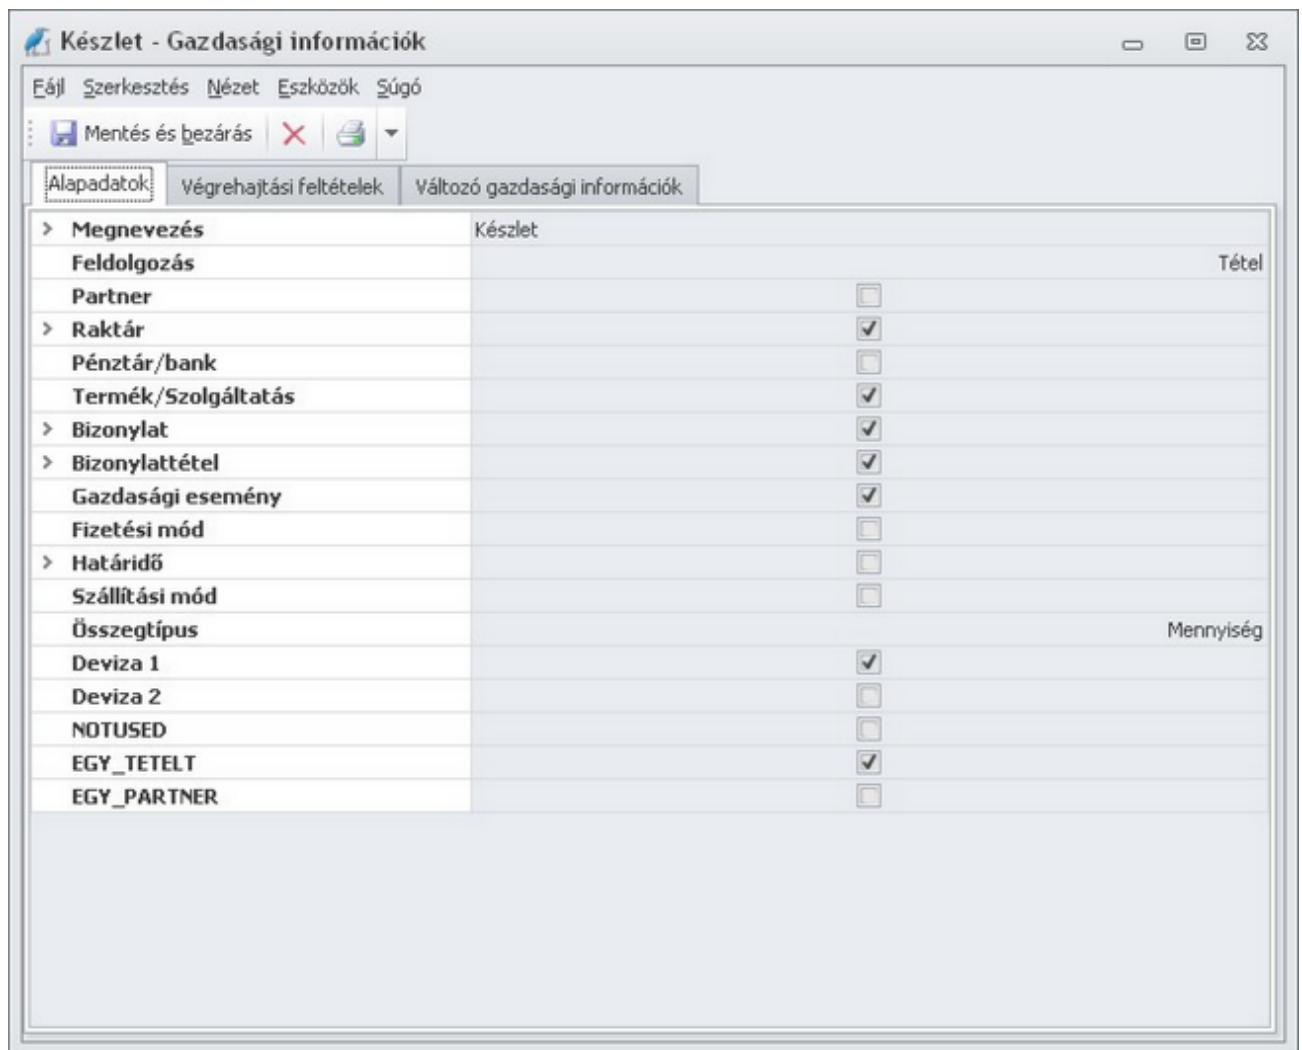 Készlet - Gazdasági információk
Fájl Szerkesztés Nézet Eszközök Súgó
Mentés és bezárás
Alapadatok Végrehajtási feltételek Változó gazdasági információk
Megnevezés Készlet
Feldolgozás Tétel
Partner
Raktár
Pénztár/bank
Termék/Szolgáltatás
Bizonylat
Bizonylattétel
Gazdasági esemény
Fizetési mód
Határidő
Szállítási mód
Összegtípus Mennyiség
Deviza 1
Deviza 2
NOTUSED
EGY_TETELT
EGY_PARTNER